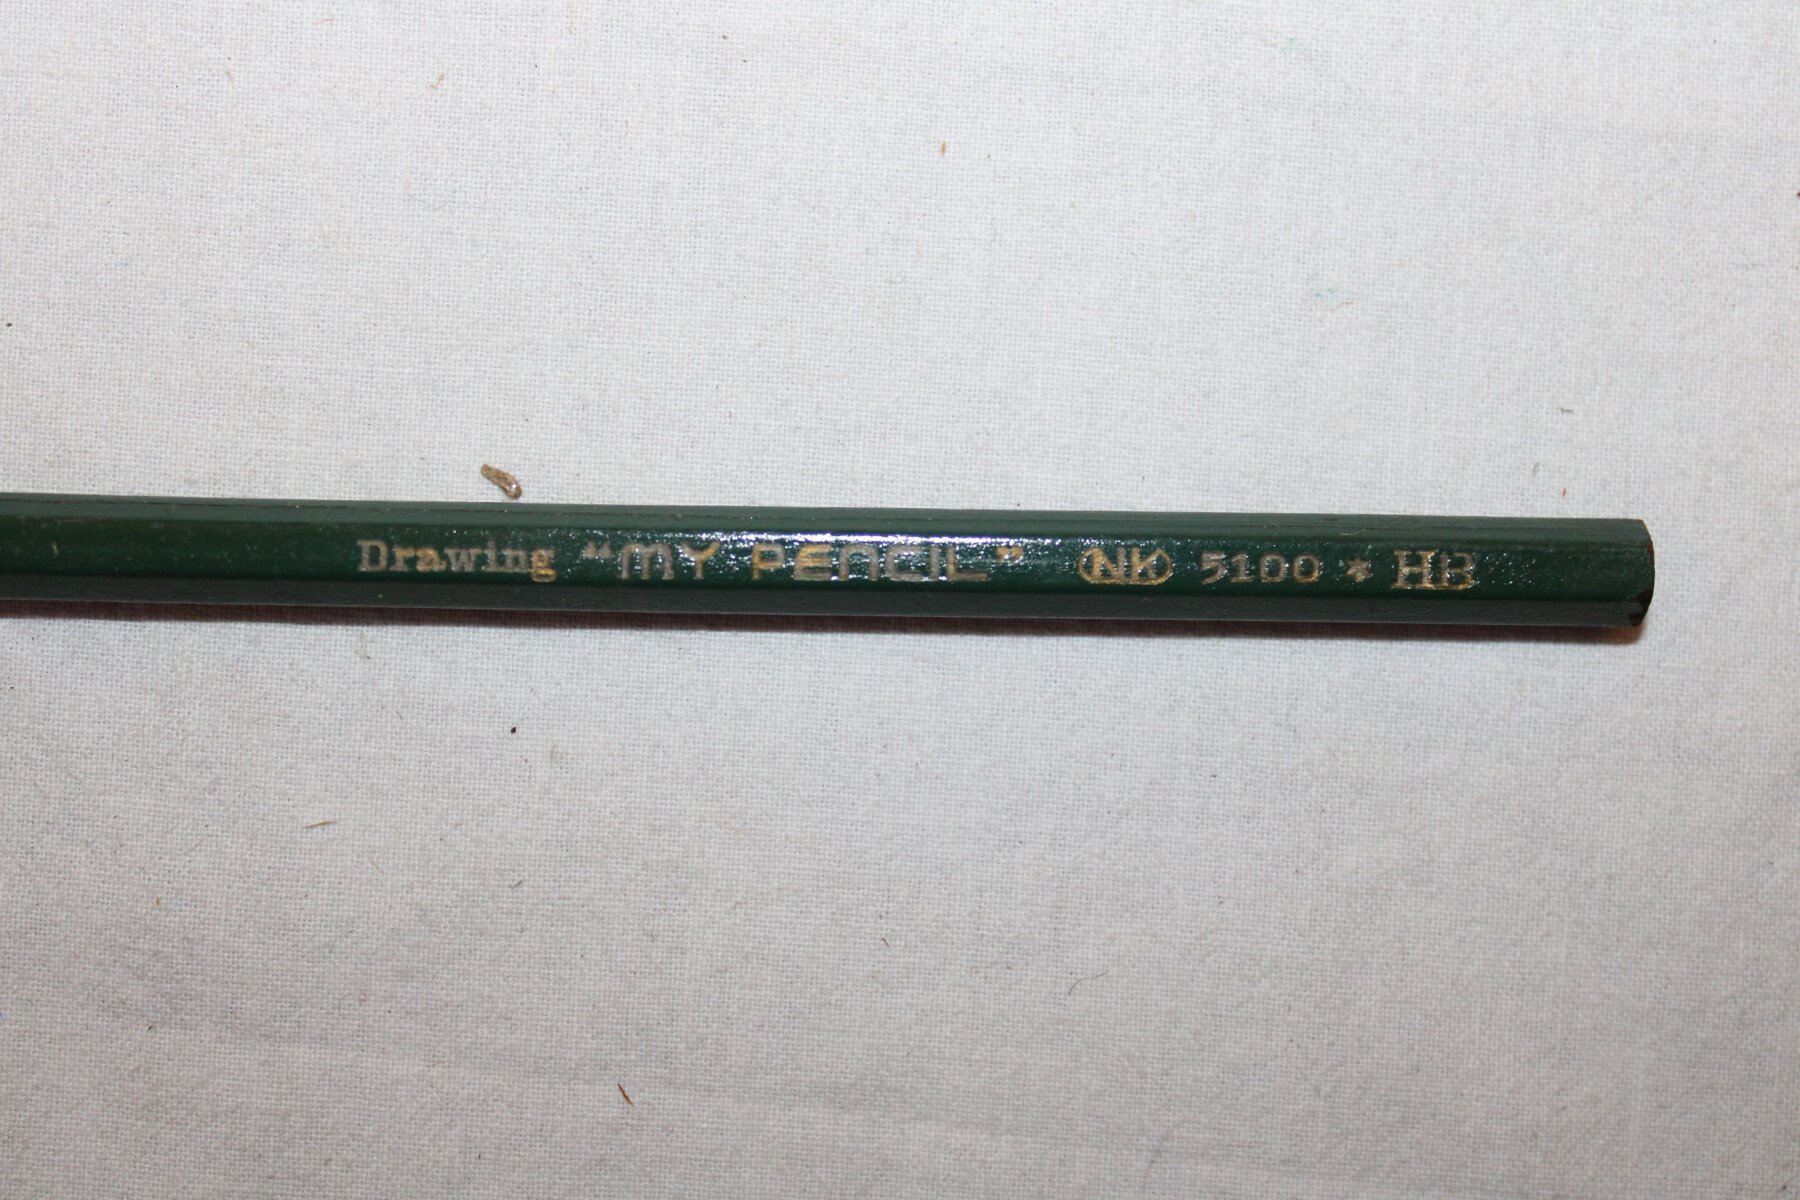 Drawing “MY PENCIL” NK 5100 ★ HB